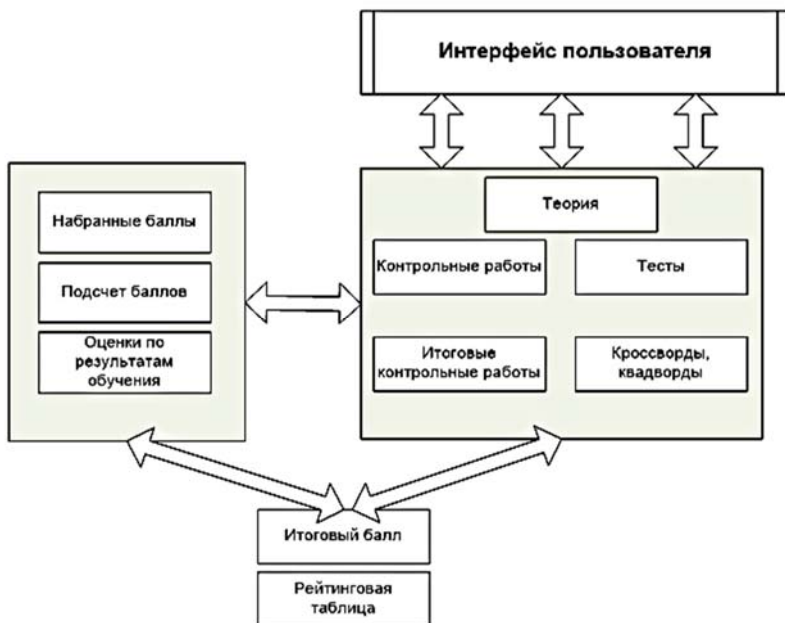 Интерфейс пользователя
Набранные баллы
Подсчет баллов
Оценки по
результатам
обучения
Теория
Контрольные работы
Тесты
Итоговые
контрольные работы
Кроссворды,
квадворды
Итоговый балл
Рейтинговая
таблица